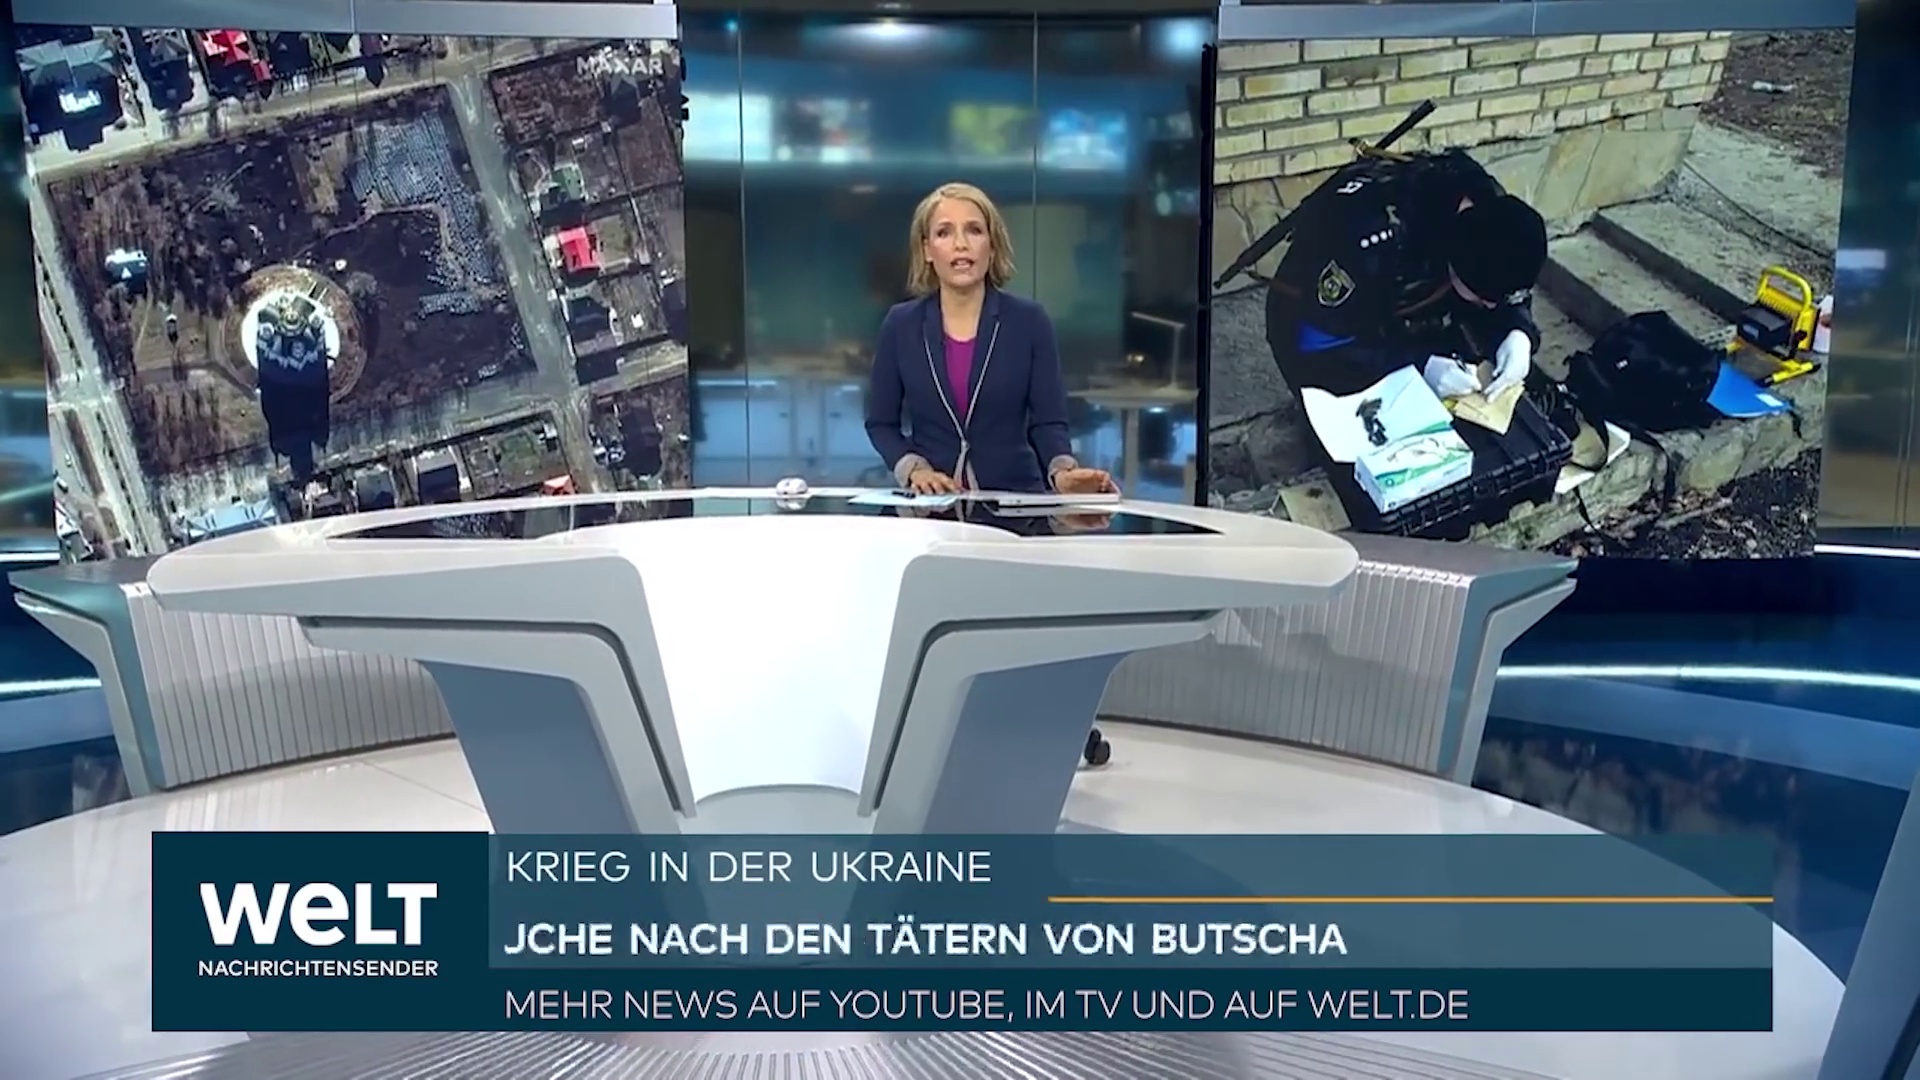 MAXAR
KRIEG IN DER UKRAINE
JCHE NACH DEN TÄTERN VON BUTSCHA
WELT
NACHRICHTENSENDER
MEHR NEWS AUF YOUTUBE, IM TV UND AUF WELT.DE